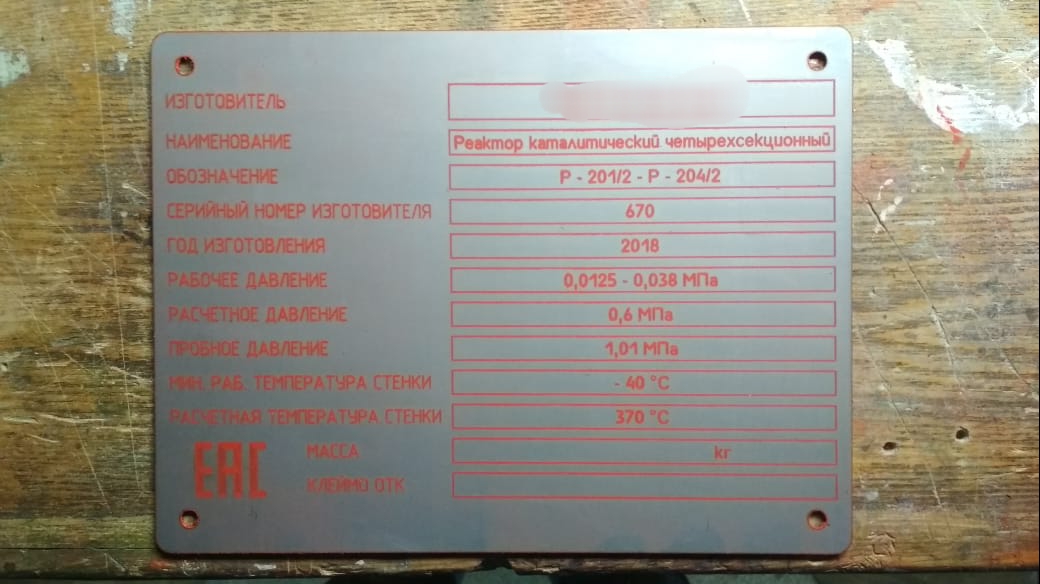 ИЗГОТОВИТЕЛЬ
НАИМЕНОВАНИЕ Реактор каталитический четырехсекционный
ОБОЗНАЧЕНИЕ Р - 201/2 - Р - 204/2
СЕРИЙНЫЙ НОМЕР ИЗГОТОВИТЕЛЯ 670
ГОД ИЗГОТОВЛЕНИЯ 2018
РАБОЧЕЕ ДАВЛЕНИЕ 0,0125 - 0,038 МПа
РАСЧЕТНОЕ ДАВЛЕНИЕ 0,6 МПа
ПРОБНОЕ ДАВЛЕНИЕ 1,01 МПа
МИН. РАБ. ТЕМПЕРАТУРА СТЕНКИ - 40 °С
РАСЧЕТНАЯ ТЕМПЕРАТУРА СТЕНКИ 370 °С
ЕАС МАССА кг
КЛЕЙМО ОТК